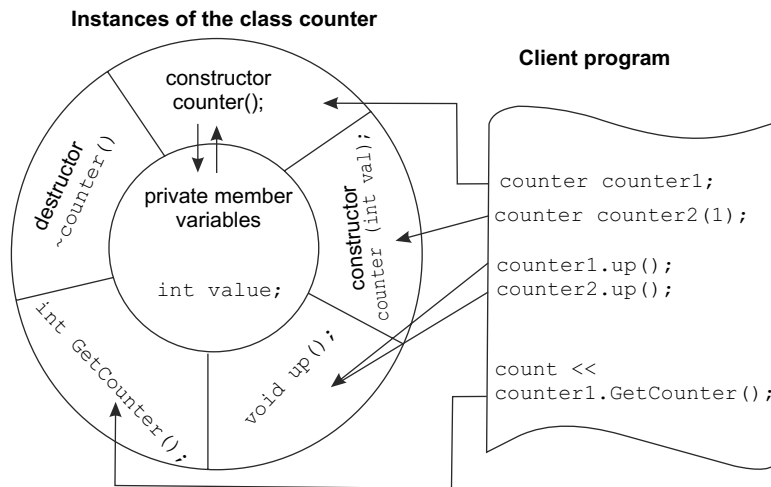 Instances of the class counter
constructor
counter();
destructor
~counter()
private member
variables
int value;
constructor
counter (int val);
int GetCounter();
void up();
Client program
counter counter1;
counter counter2(1);
counter1.up();
counter2.up();
count <<
counter1.GetCounter();